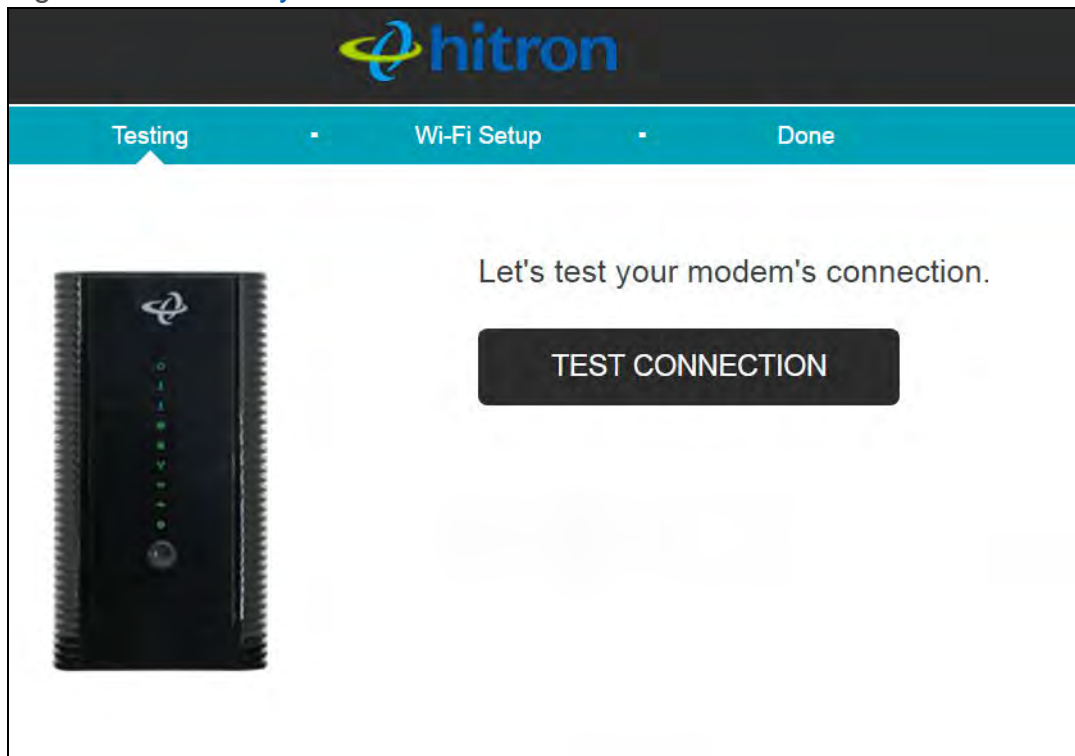 hitron
Testing ▪ Wi-Fi Setup ▪ Done
Let's test your modem's connection.
TEST CONNECTION